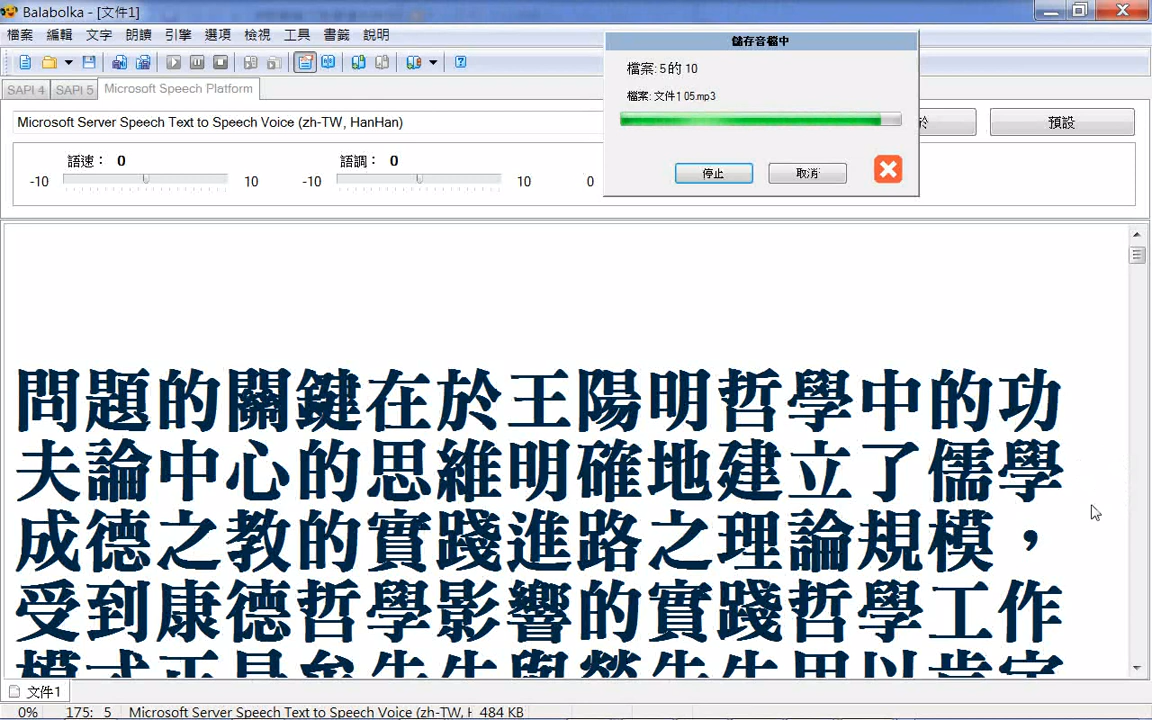 Balabolka - [文件1]
檔案 編輯 文字 朗讀 引擎 選項 檢視 工具 書籤 說明
SAPI 4 SAPI 5 Microsoft Speech Platform
Microsoft Server Speech Text to Speech Voice (zh-TW, HanHan)
預設
語速： 0
語調： 0
-10 10 -10 10 0
儲存音檔中
檔案: 5的 10
檔案: 文件1 05.mp3
停止 取消
問題的關鍵在於王陽明哲學中的功
夫論中心的思維明確地建立了儒學
成德之教的實踐進路之理論規模，
受到康德哲學影響的實踐哲學工作
文件1
0% 175: 5 Microsoft Server Speech Text to Speech Voice (zh-TW, H 484 KB